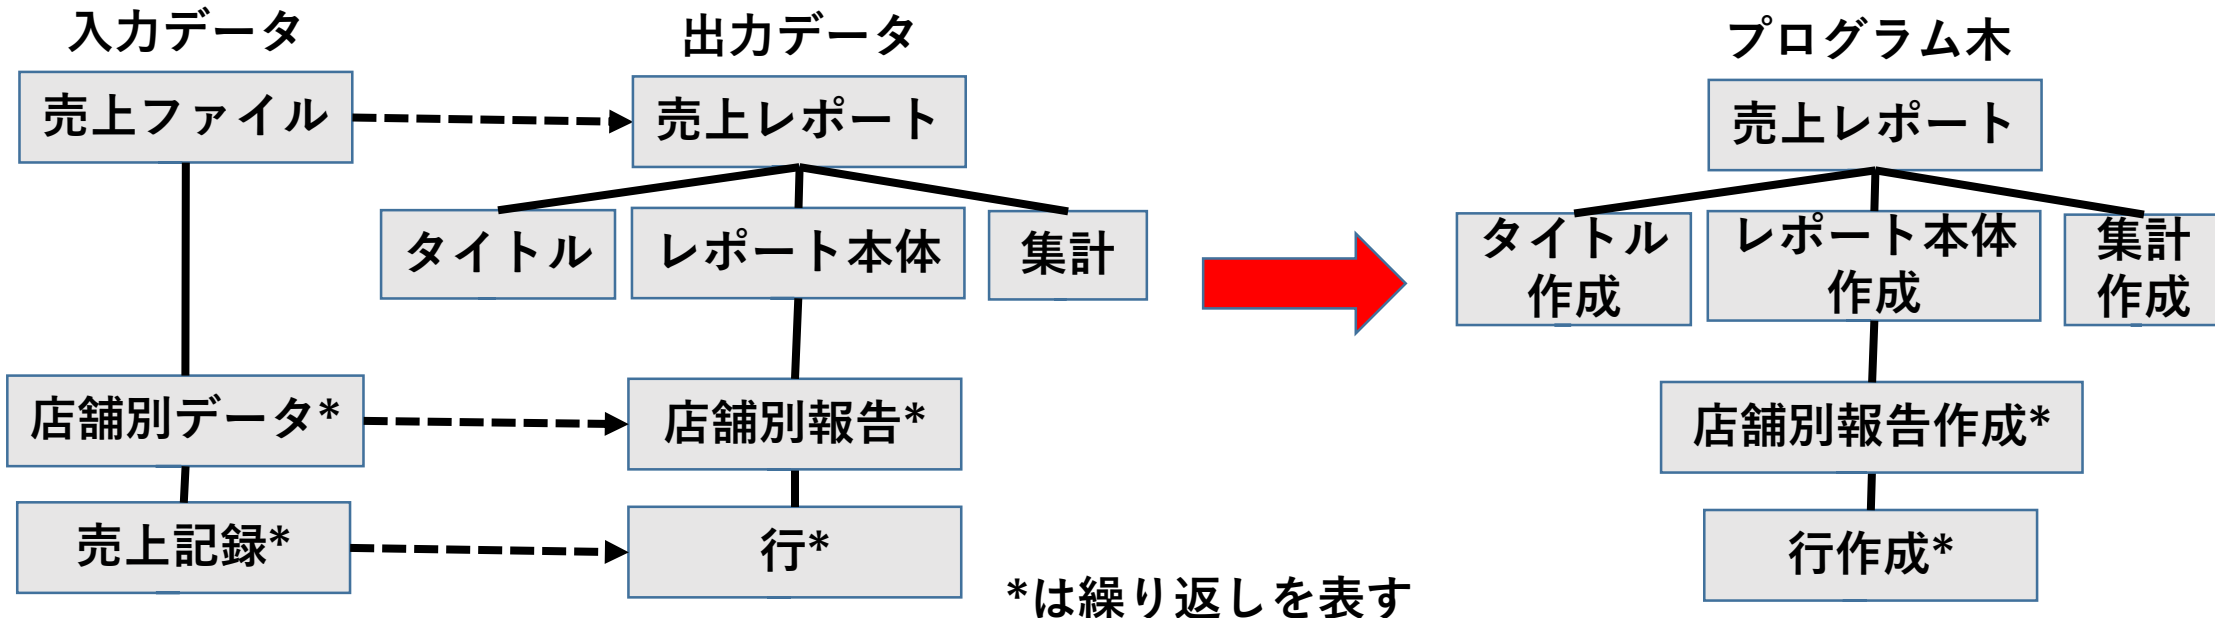 入力データ
出力データ
プログラム木
売上ファイル
売上レポート
売上レポート
タイトル
レポート本体
集計
タイトル
作成
レポート本体
作成
集計
作成
店舗別データ*
店舗別報告*
店舗別報告作成*
売上記録*
行*
行作成*
*は繰り返しを表す